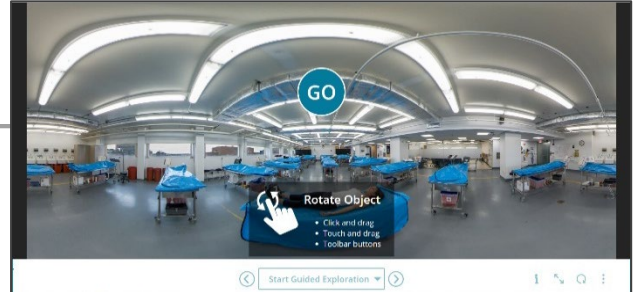 GO
Rotate Object
• Click and drag
• Touch and drag
• Toolbar buttons
Start Guided Exploration